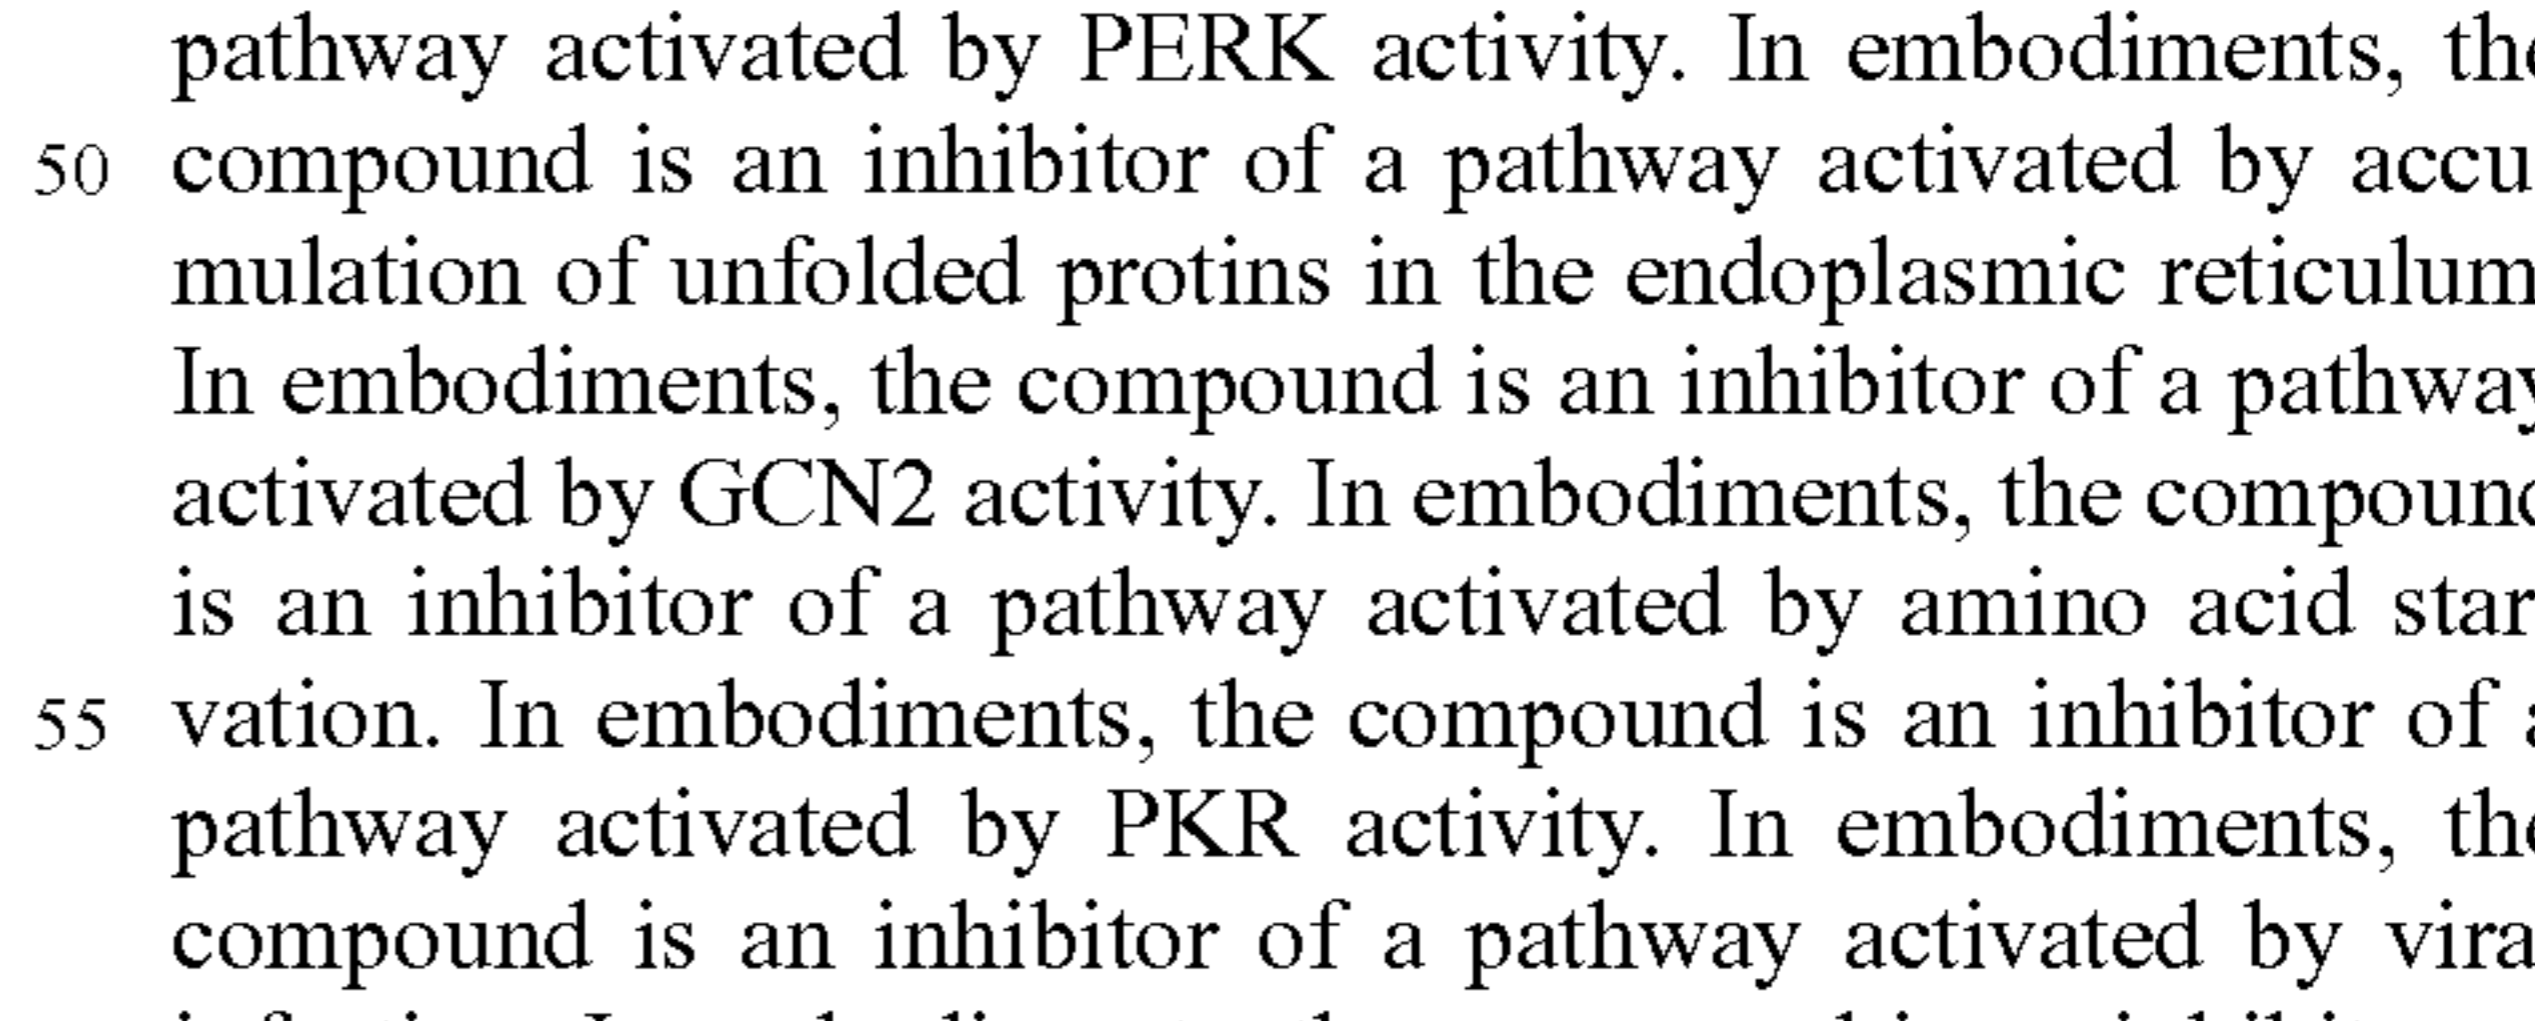 pathway activated by PERK activity. In embodiments, the
50 compound is an inhibitor of a pathway activated by accu
mulation of unfolded protins in the endoplasmic reticulum
In embodiments, the compound is an inhibitor of a pathway
activated by GCN2 activity. In embodiments, the compound
is an inhibitor of a pathway activated by amino acid star
55 vation. In embodiments, the compound is an inhibitor of a
pathway activated by PKR activity. In embodiments, the
compound is an inhibitor of a pathway activated by vira